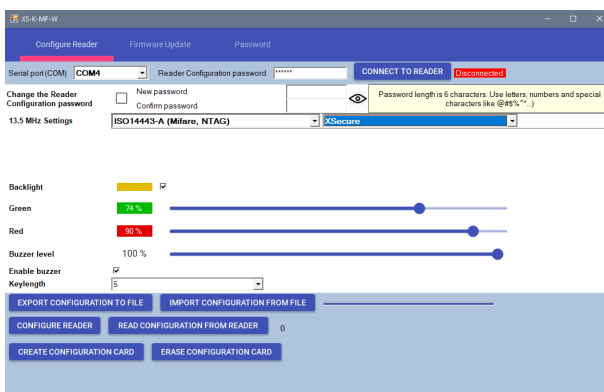 XS-K-MF-W
Configure Reader Firmware Update Password
Serial port (COM) COM4 Reader Configuration password ****** CONNECT TO READER Disconnected
Change the Reader Configuration password
New password
Confirm password
Password length is 6 characters. Use letters, numbers and special
characters like @#$%^*...)
13.5 MHz Settings ISO14443-A (Mifare, NTAG) XSecure
Backlight
Green 74 %
Red 90 %
Buzzer level 100 %
Enable buzzer
Keylength 5
EXPORT CONFIGURATION TO FILE IMPORT CONFIGURATION FROM FILE
CONFIGURE READER READ CONFIGURATION FROM READER 0
CREATE CONFIGURATION CARD ERASE CONFIGURATION CARD